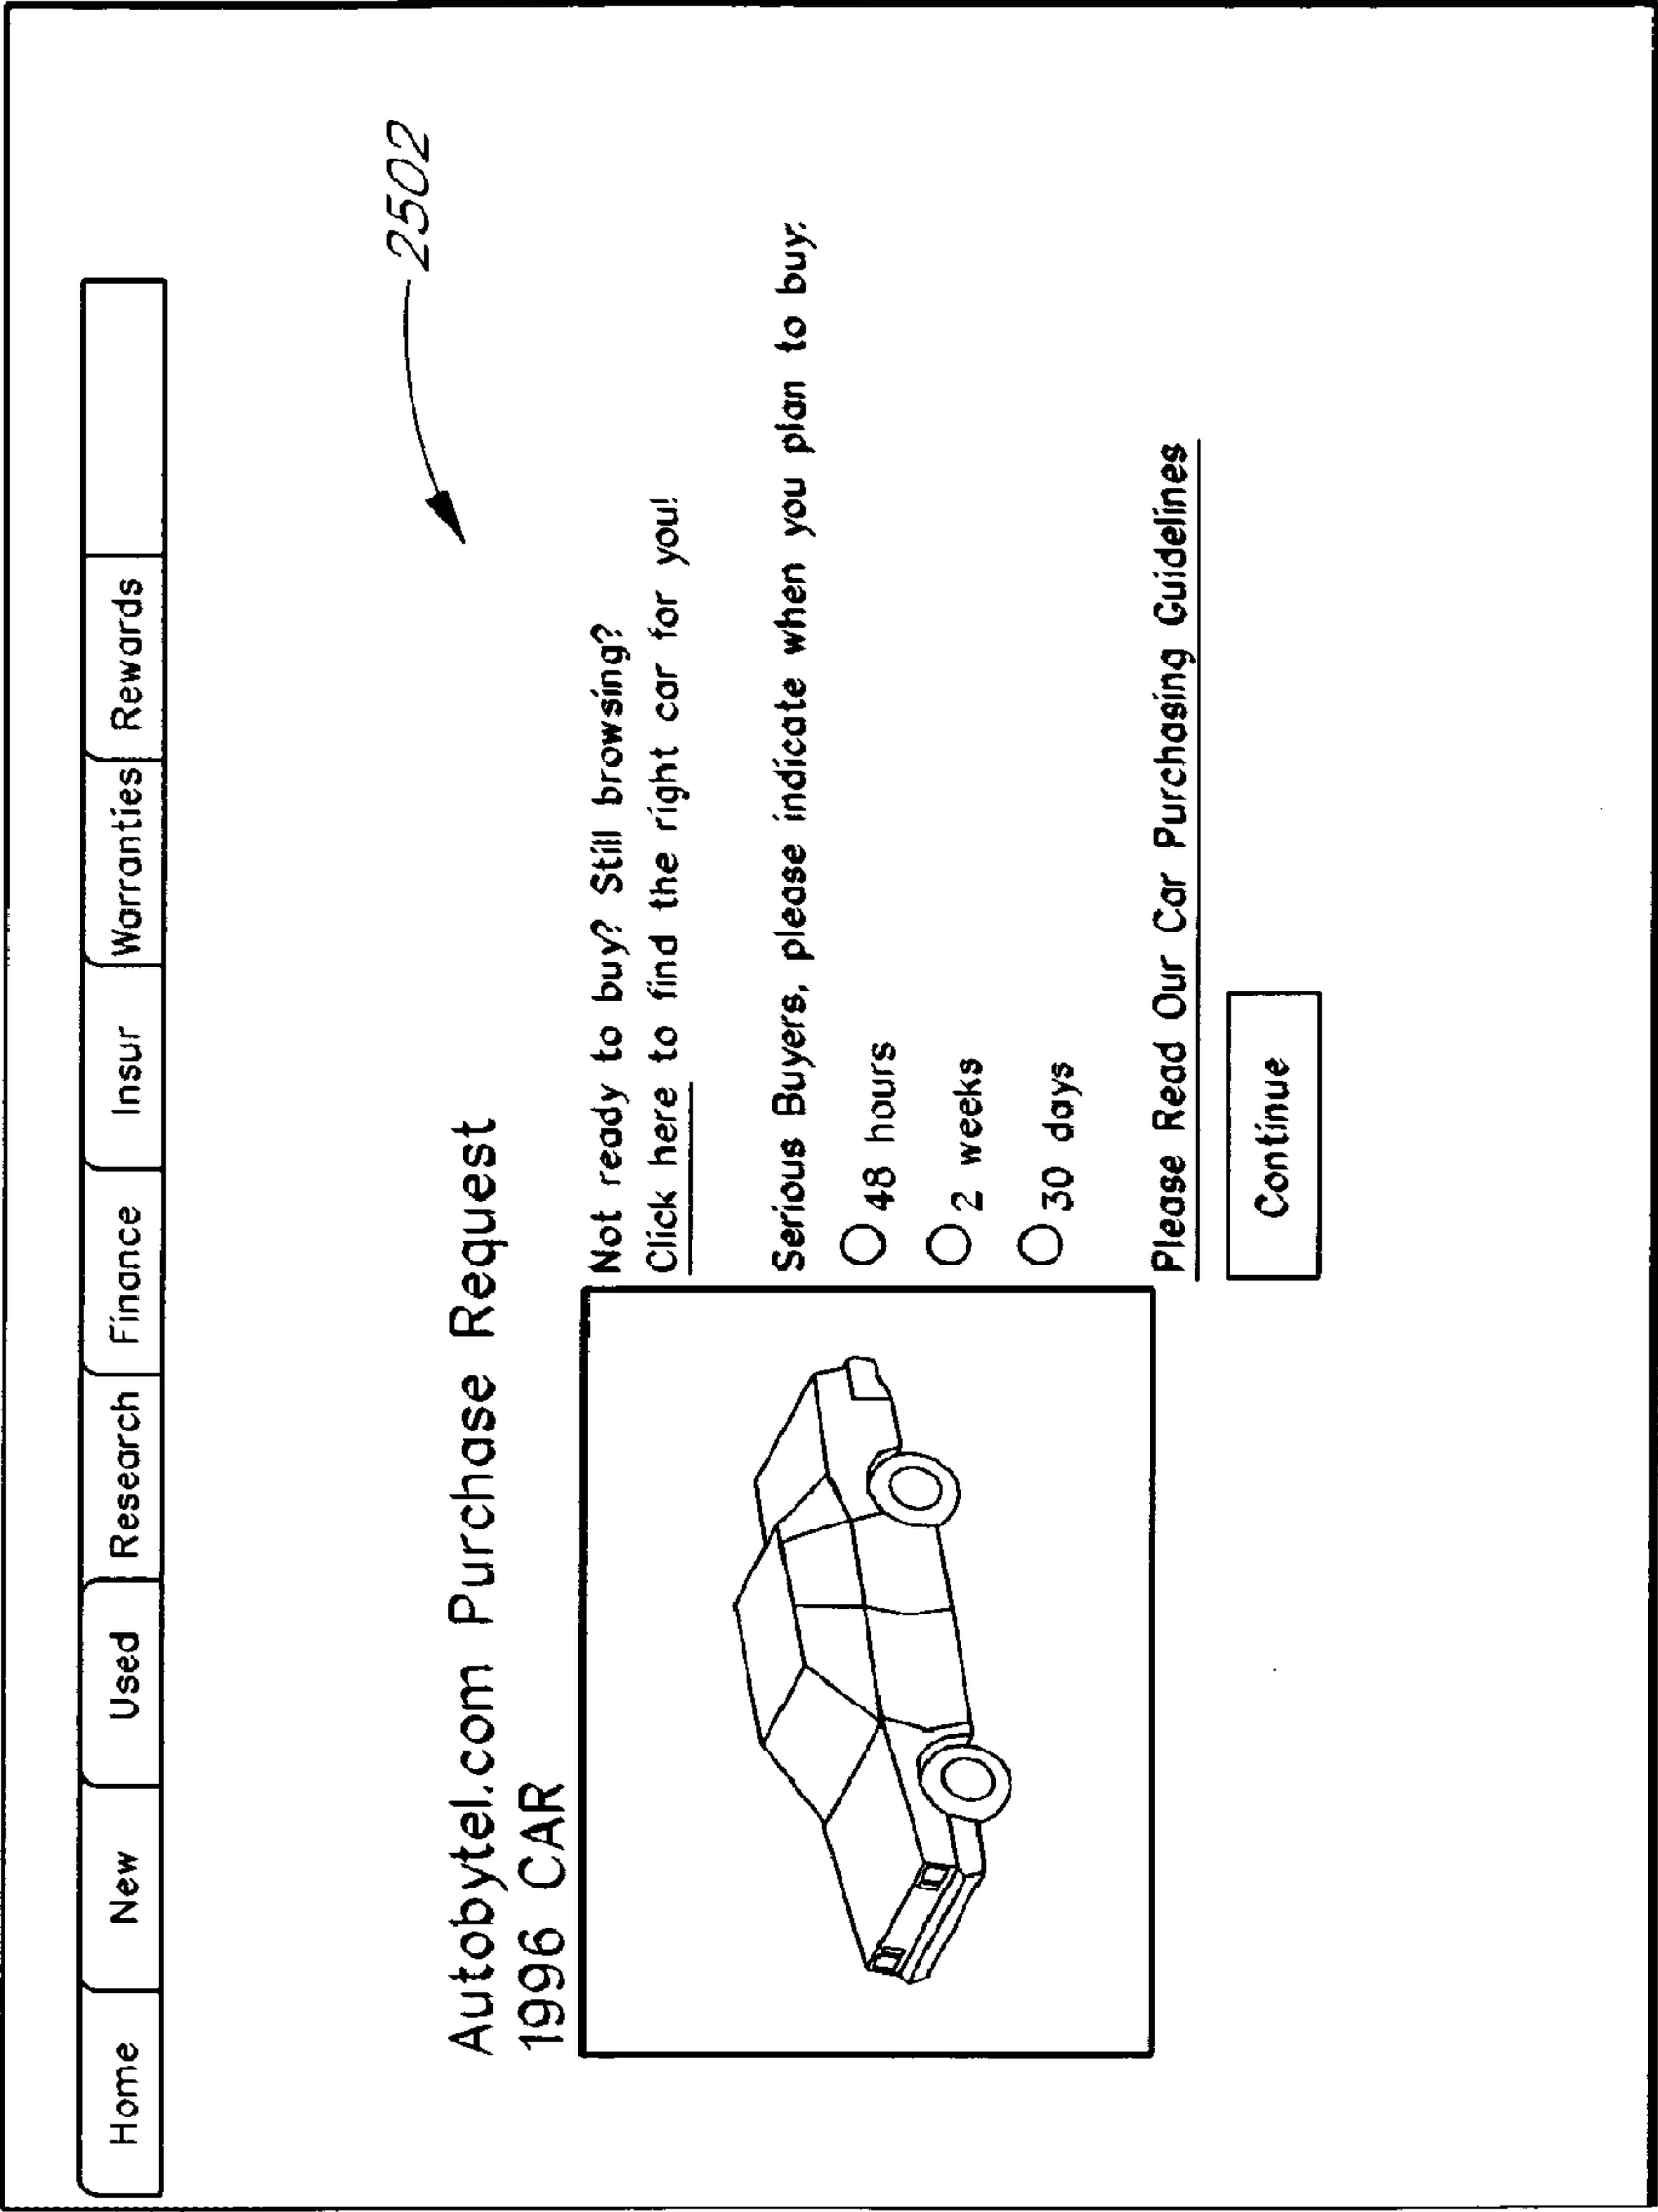 Home New Used Research Finance Insur Warranties Rewards
2502
Autobytel.com Purchase Request
1996 CAR
Not ready to buy? Still browsing?
Click here to find the right car for you!
Serious Buyers, please indicate when you plan to buy.
48 hours
2 weeks
30 days
Please Read Our Car Purchasing Guidelines
Continue